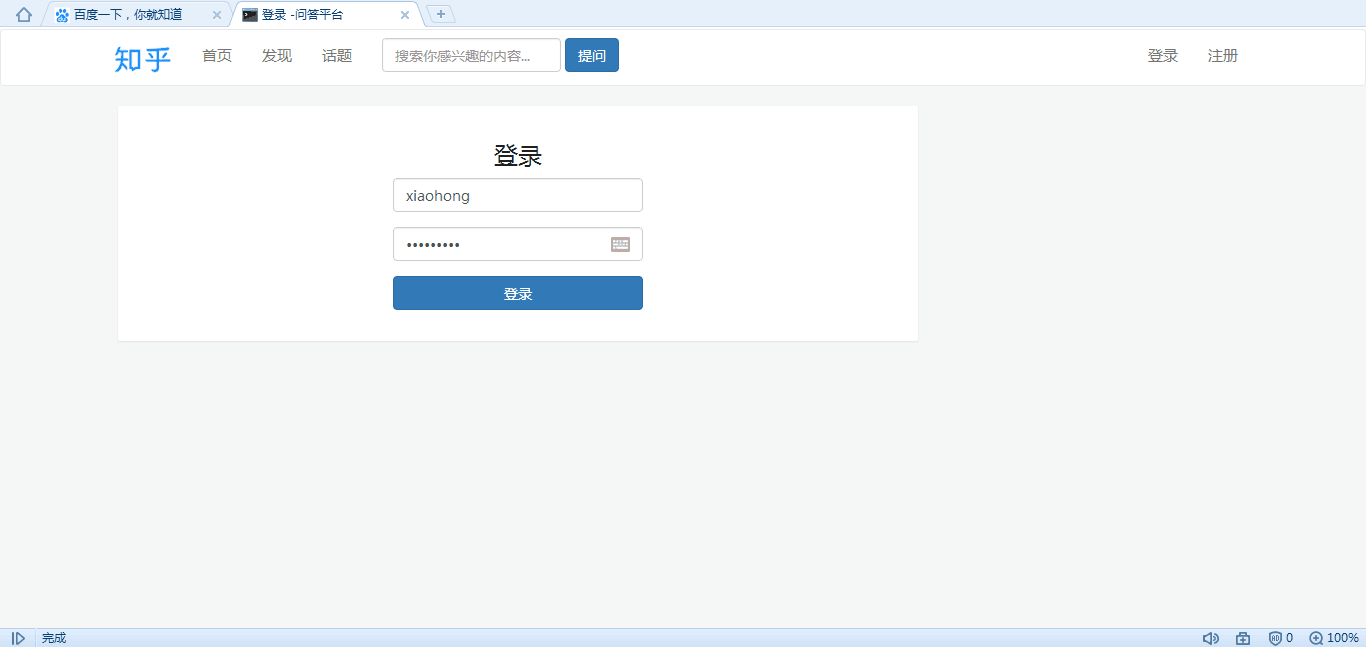 百度一下，你就知道
登录 -问答平台
知乎 首页 发现 话题 搜索你感兴趣的内容... 提问 登录 注册
登录
xiaohong
•••••••••
登录
完成 0 100%